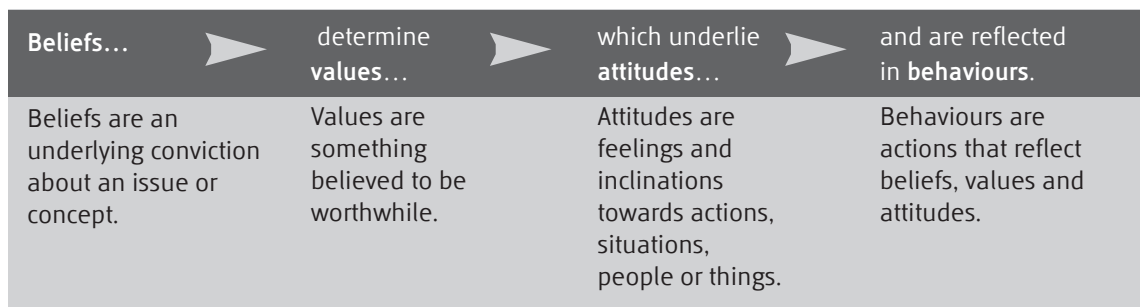 Beliefs…
determine
values…
which underlie
attitudes…
and are reflected
in behaviours.
Beliefs are an
underlying conviction
about an issue or
concept.
Values are
something
believed to be
worthwhile.
Attitudes are
feelings and
inclinations
towards actions,
situations,
people or things.
Behaviours are
actions that reflect
beliefs, values and
attitudes.